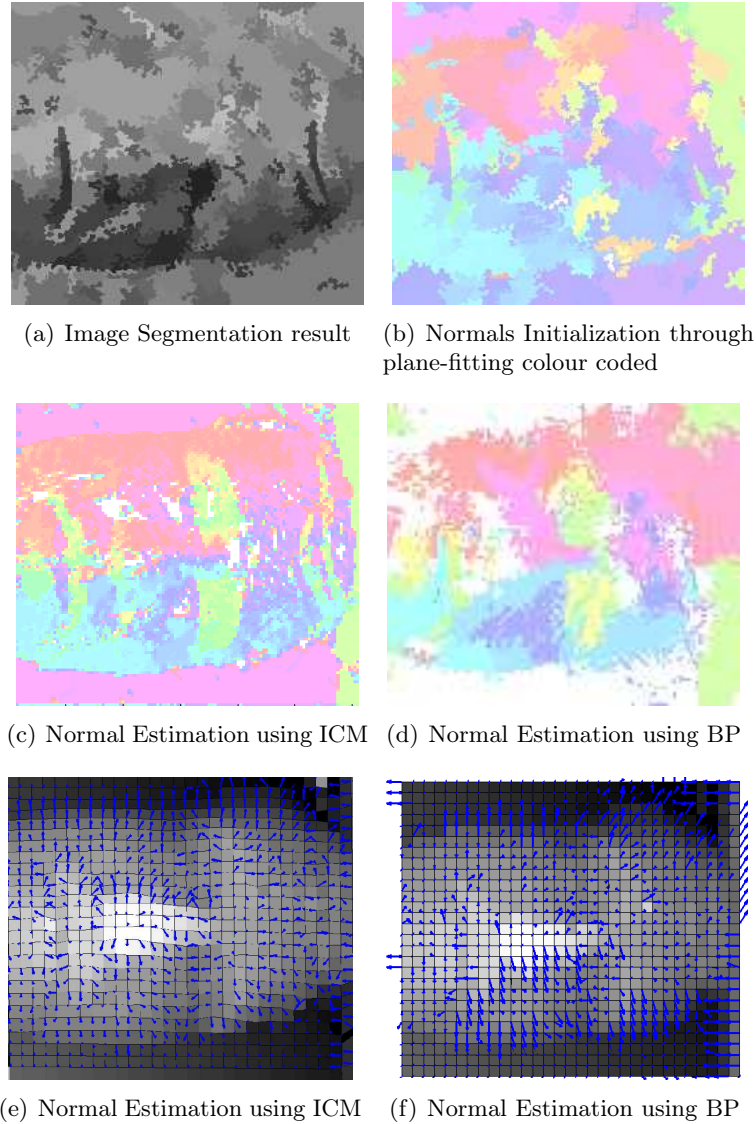 (a) Image Segmentation result
(b) Normals Initialization through
plane-fitting colour coded
(c) Normal Estimation using ICM
(d) Normal Estimation using BP
(e) Normal Estimation using ICM
(f) Normal Estimation using BP